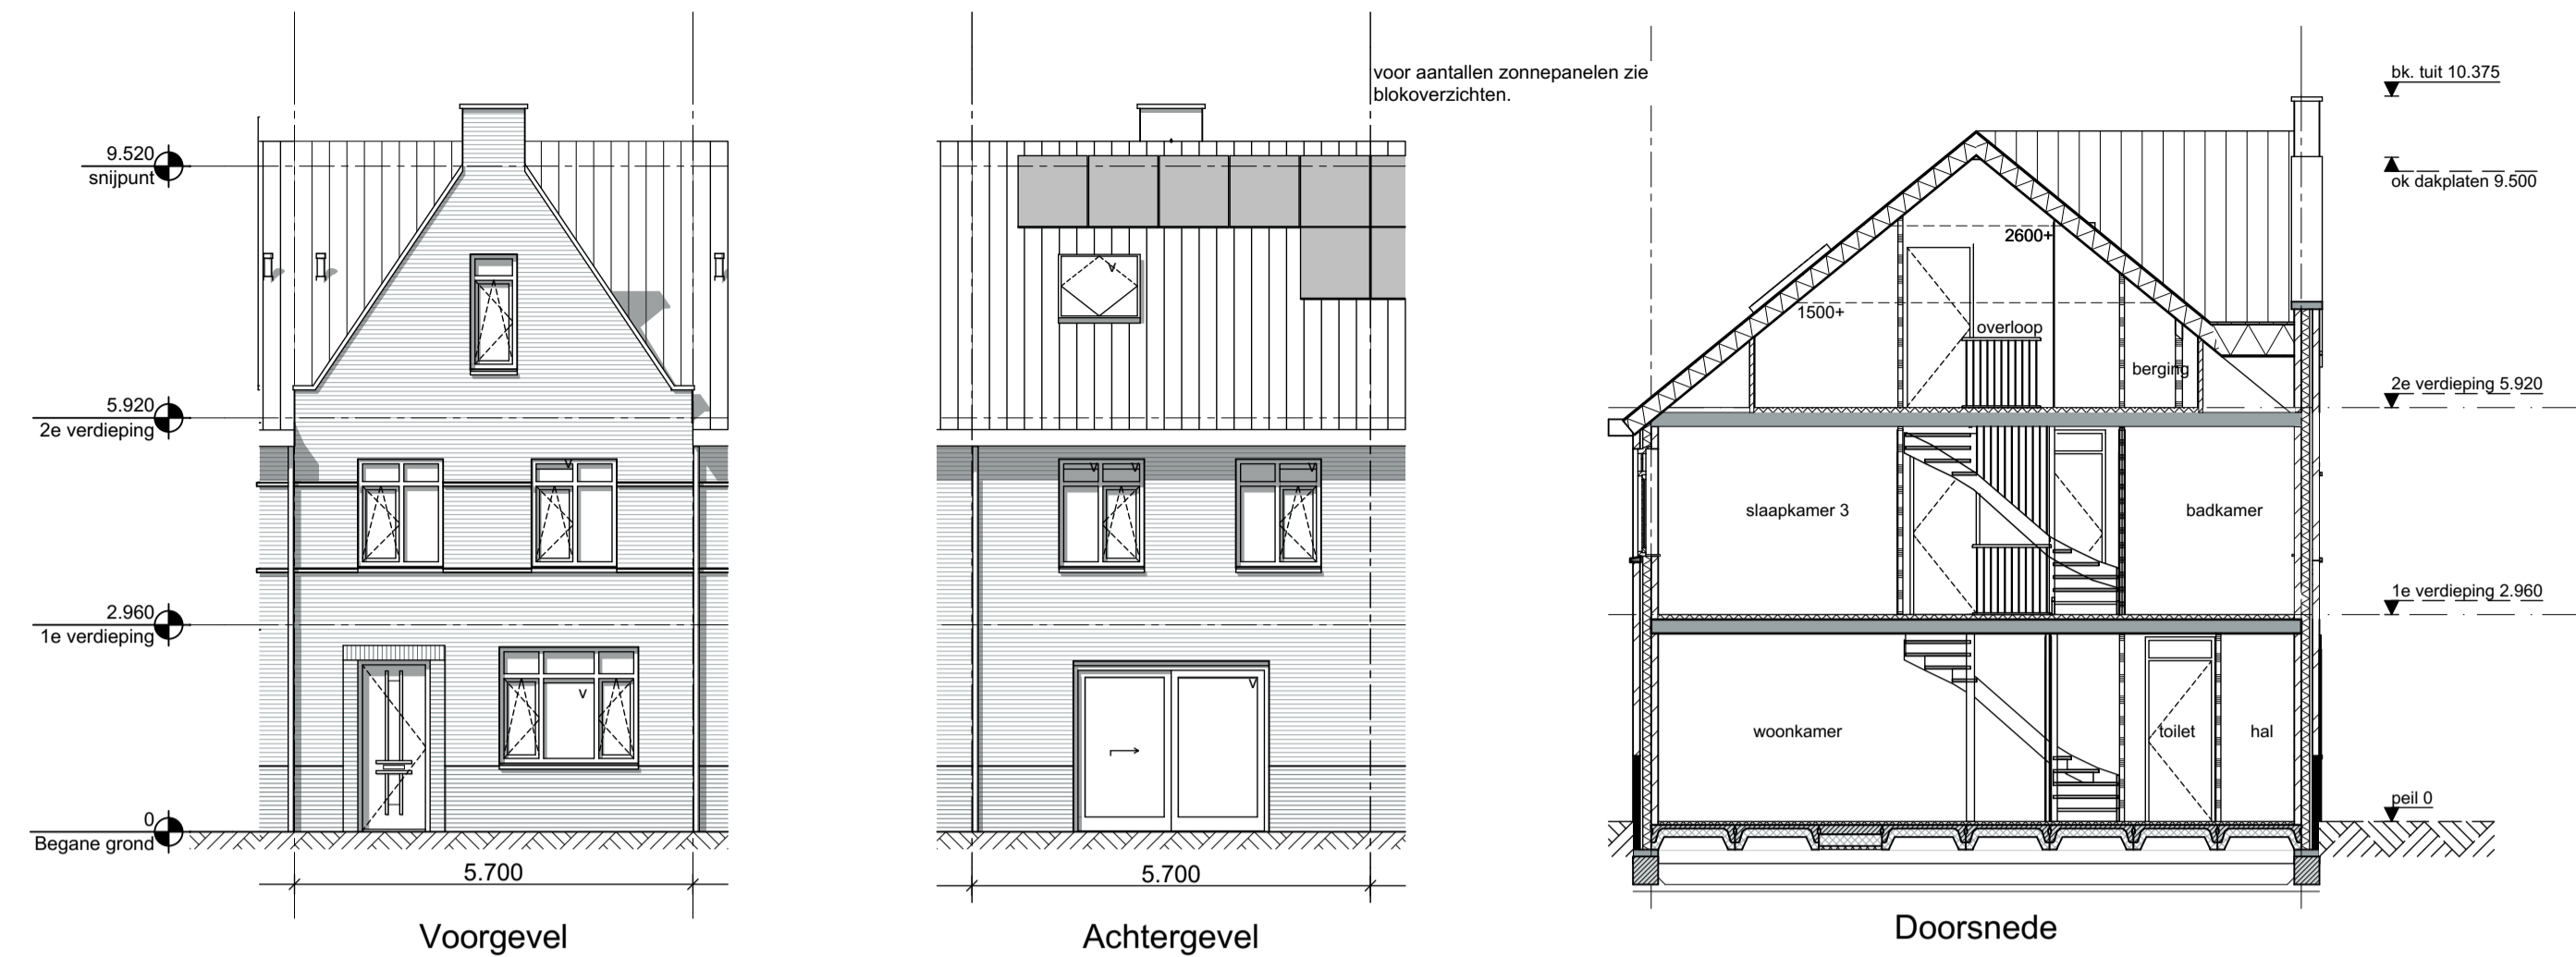 9.520
snijpunt
5.920
2e verdieping
2.960
1e verdieping
0
Begane grond
V
V
5.700
Voorgevel
voor aantallen zonnepanelen zie
blokoverzichten.
V
V V
V
V
5.700
Achtergevel
2600+
1500+
overloop
berging
slaapkamer 3
badkamer
woonkamer
toilet
hal
Doorsnede
bk. tuit 10.375
ok dakplaten 9.500
2e verdieping 5.920
1e verdieping 2.960
peil 0